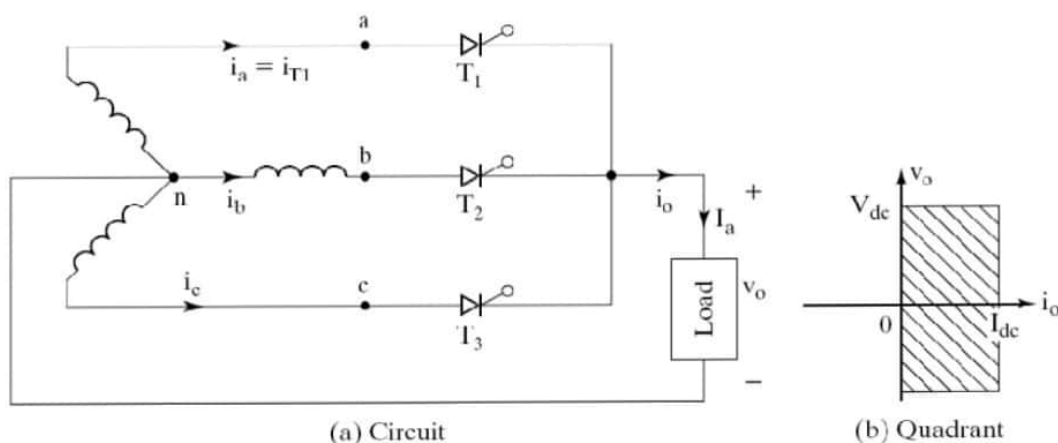 a
i_a = i_T1
T_1
b
n
i_b
T_2
i_o
+
I_a
i_c
c
T_3
Load
v_o
−
(a) Circuit
v_o
V_dc
0
I_dc
i_o
(b) Quadrant